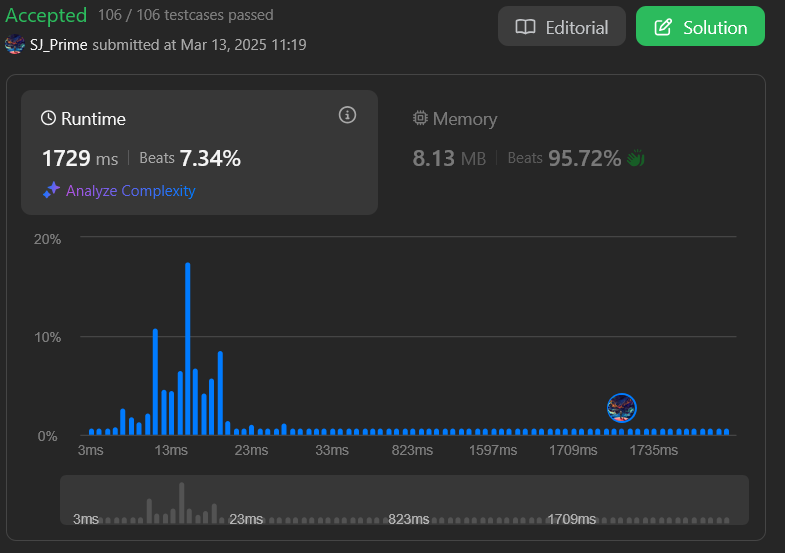 Accepted 106 / 106 testcases passed
Editorial
Solution
SJ_Prime submitted at Mar 13, 2025 11:19
Runtime
1729 ms | Beats 7.34%
Analyze Complexity
Memory
8.13 MB | Beats 95.72%
20%
10%
0%
3ms 13ms 23ms 33ms 823ms 1597ms 1709ms 1735ms
3ms 23ms 823ms 1709ms